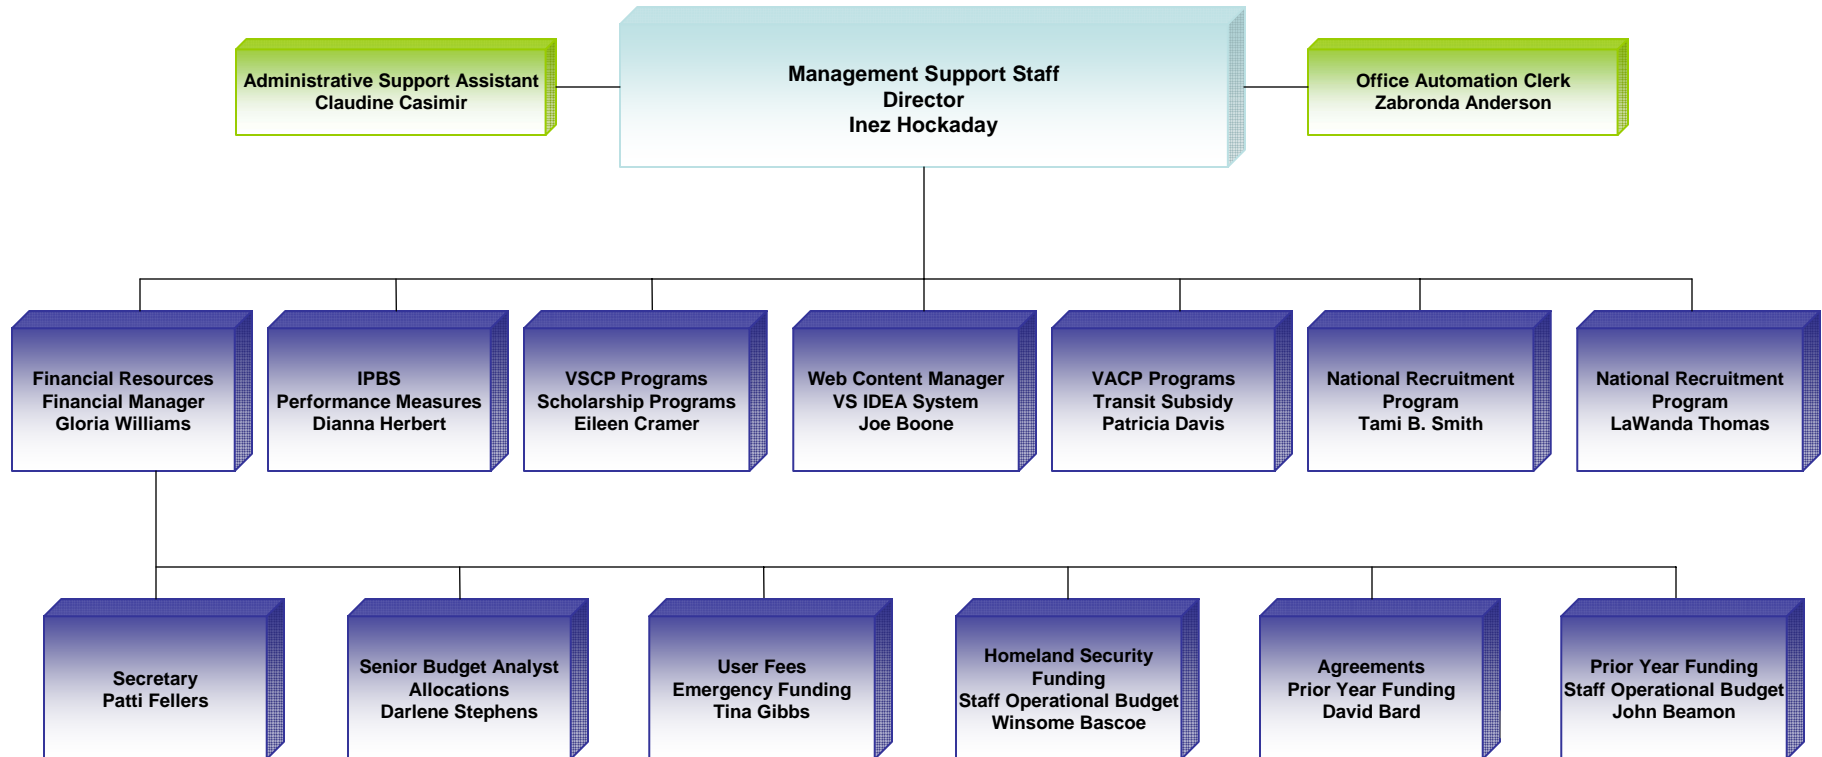 Administrative Support Assistant
Claudine Casimir
Management Support Staff
Director
Inez Hockaday
Office Automation Clerk
Zabronda Anderson
Financial Resources
Financial Manager
Gloria Williams
IPBS
Performance Measures
Dianna Herbert
VSCP Programs
Scholarship Programs
Eileen Cramer
Web Content Manager
VS IDEA System
Joe Boone
VACP Programs
Transit Subsidy
Patricia Davis
National Recruitment
Program
Tami B. Smith
National Recruitment
Program
LaWanda Thomas
Secretary
Patti Fellers
Senior Budget Analyst
Allocations
Darlene Stephens
User Fees
Emergency Funding
Tina Gibbs
Homeland Security
Funding
Staff Operational Budget
Winsome Bascoe
Agreements
Prior Year Funding
David Bard
Prior Year Funding
Staff Operational Budget
John Beamon